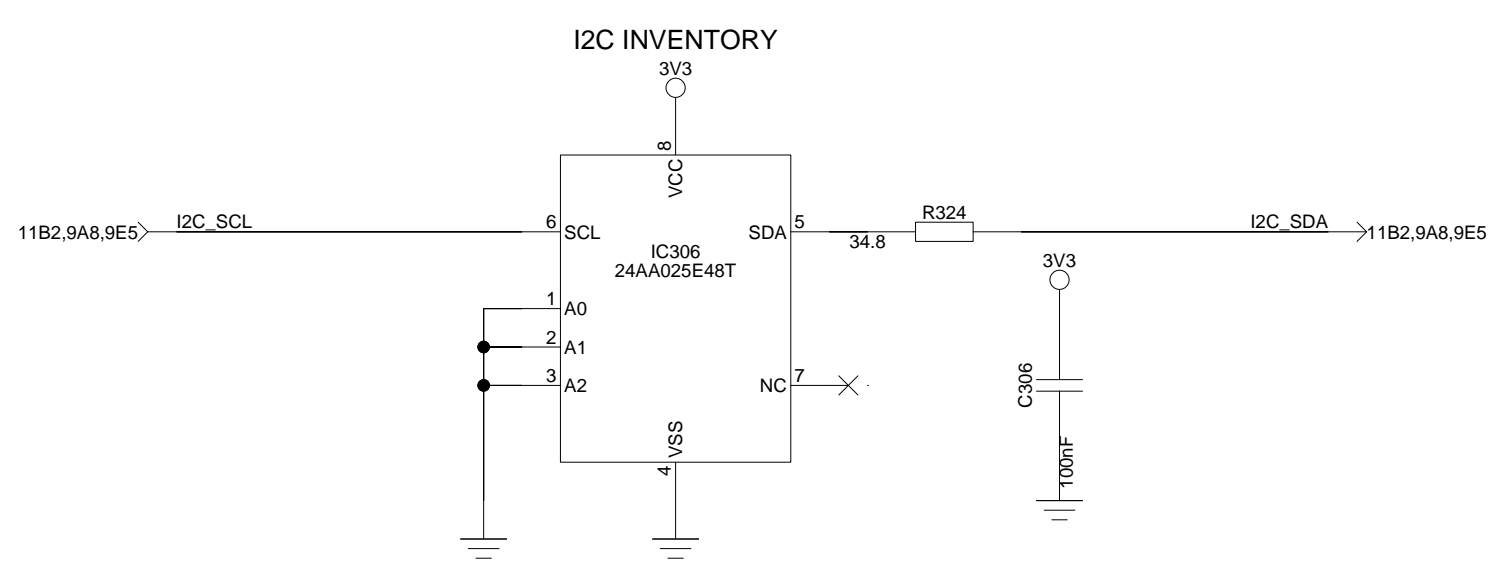 I2C INVENTORY
3V3
8
VCC
11B2,9A8,9E5
I2C_SCL
6
SCL
IC306
24AA025E48T
SDA
5
34.8
R324
I2C_SDA
11B2,9A8,9E5
3V3
1
A0
2
A1
3
A2
NC
7
C306
100nF
VSS
4